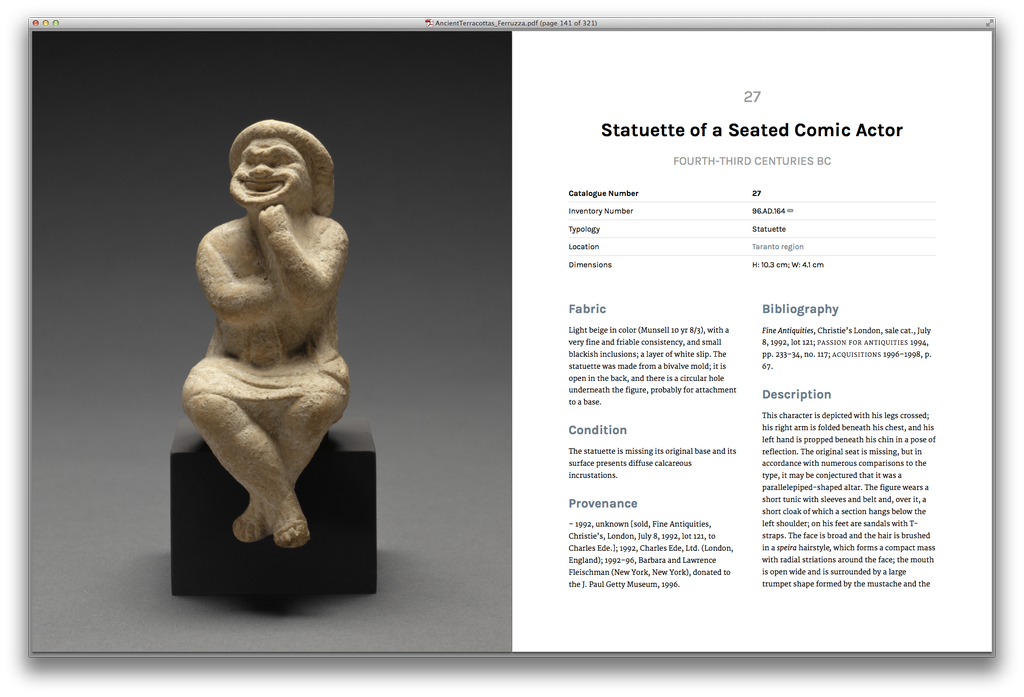 AncientTerracottas_Ferruzza.pdf (page 141 of 321)
27
Statuette of a Seated Comic Actor
FOURTH-THIRD CENTURIES BC
Catalogue Number 27
Inventory Number 96.AD.164
Typology Statuette
Location Taranto region
Dimensions H: 10.3 cm; W: 4.1 cm
Fabric
Light beige in color (Munsell 10 yr 8/3), with a
very fine and friable consistency, and small
blackish inclusions; a layer of white slip. The
statuette was made from a bivalve mold; it is
open in the back, and there is a circular hole
underneath the figure, probably for attachment
to a base.
Condition
The statuette is missing its original base and its
surface presents diffuse calcareous
incrustations.
Provenance
– 1992, unknown [sold, Fine Antiquities,
Christie's, London, July 8, 1992, lot 121, to
Charles Ede.]; 1992, Charles Ede, Ltd. (London,
England); 1992–96, Barbara and Lawrence
Fleischman (New York, New York), donated to
the J. Paul Getty Museum, 1996.
Bibliography
Fine Antiquities, Christie's London, sale cat., July
8, 1992, lot 121; PASSION FOR ANTIQUITIES 1994,
pp. 233–34, no. 117; ACQUISITIONS 1996–1998, p.
67.
Description
This character is depicted with his legs crossed;
his right arm is folded beneath his chest, and his
left hand is propped beneath his chin in a pose of
reflection. The original seat is missing, but in
accordance with numerous comparisons to the
type, it may be conjectured that it was a
parallelepiped-shaped altar. The figure wears a
short tunic with sleeves and belt and, over it, a
short cloak of which a section hangs below the
left shoulder; on his feet are sandals with T-
straps. The face is broad and the hair is brushed
in a speira hairstyle, which forms a compact mass
with radial striations around the face; the mouth
is open wide and is surrounded by a large
trumpet shape formed by the mustache and the